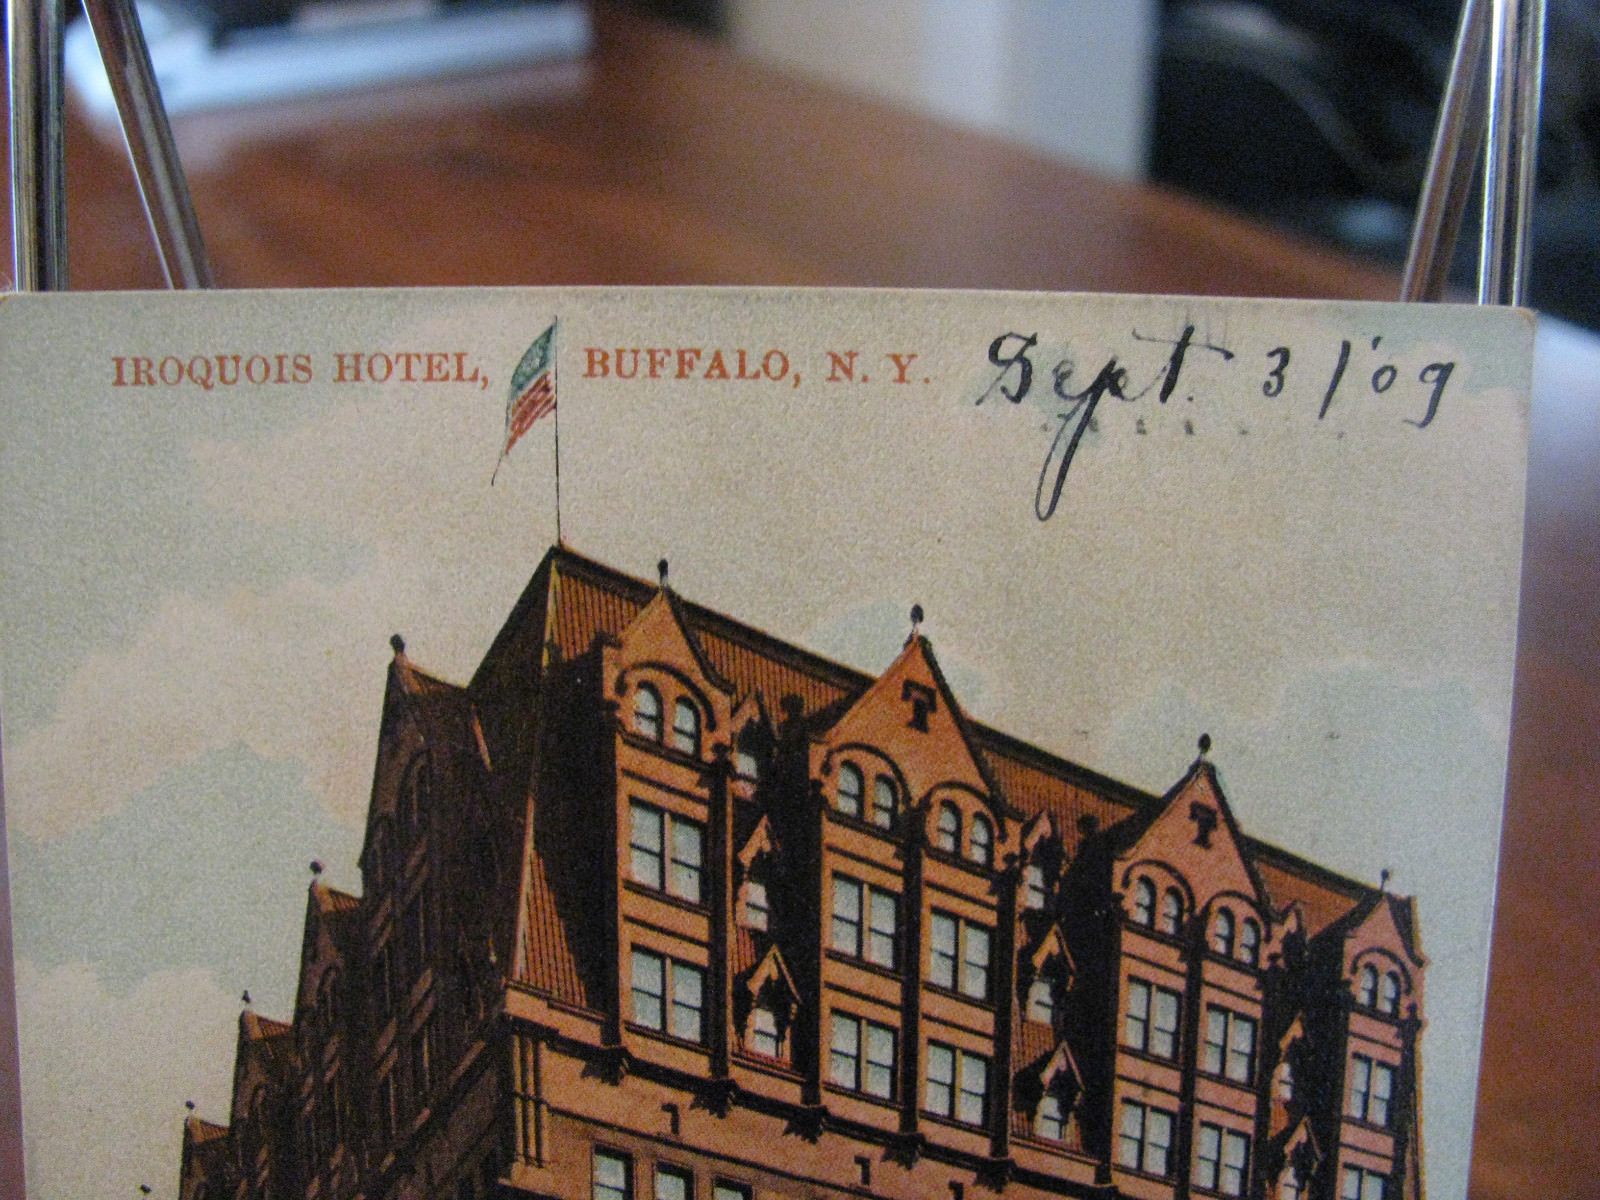 IROQUOIS HOTEL, BUFFALO, N. Y. Sept 3/'09